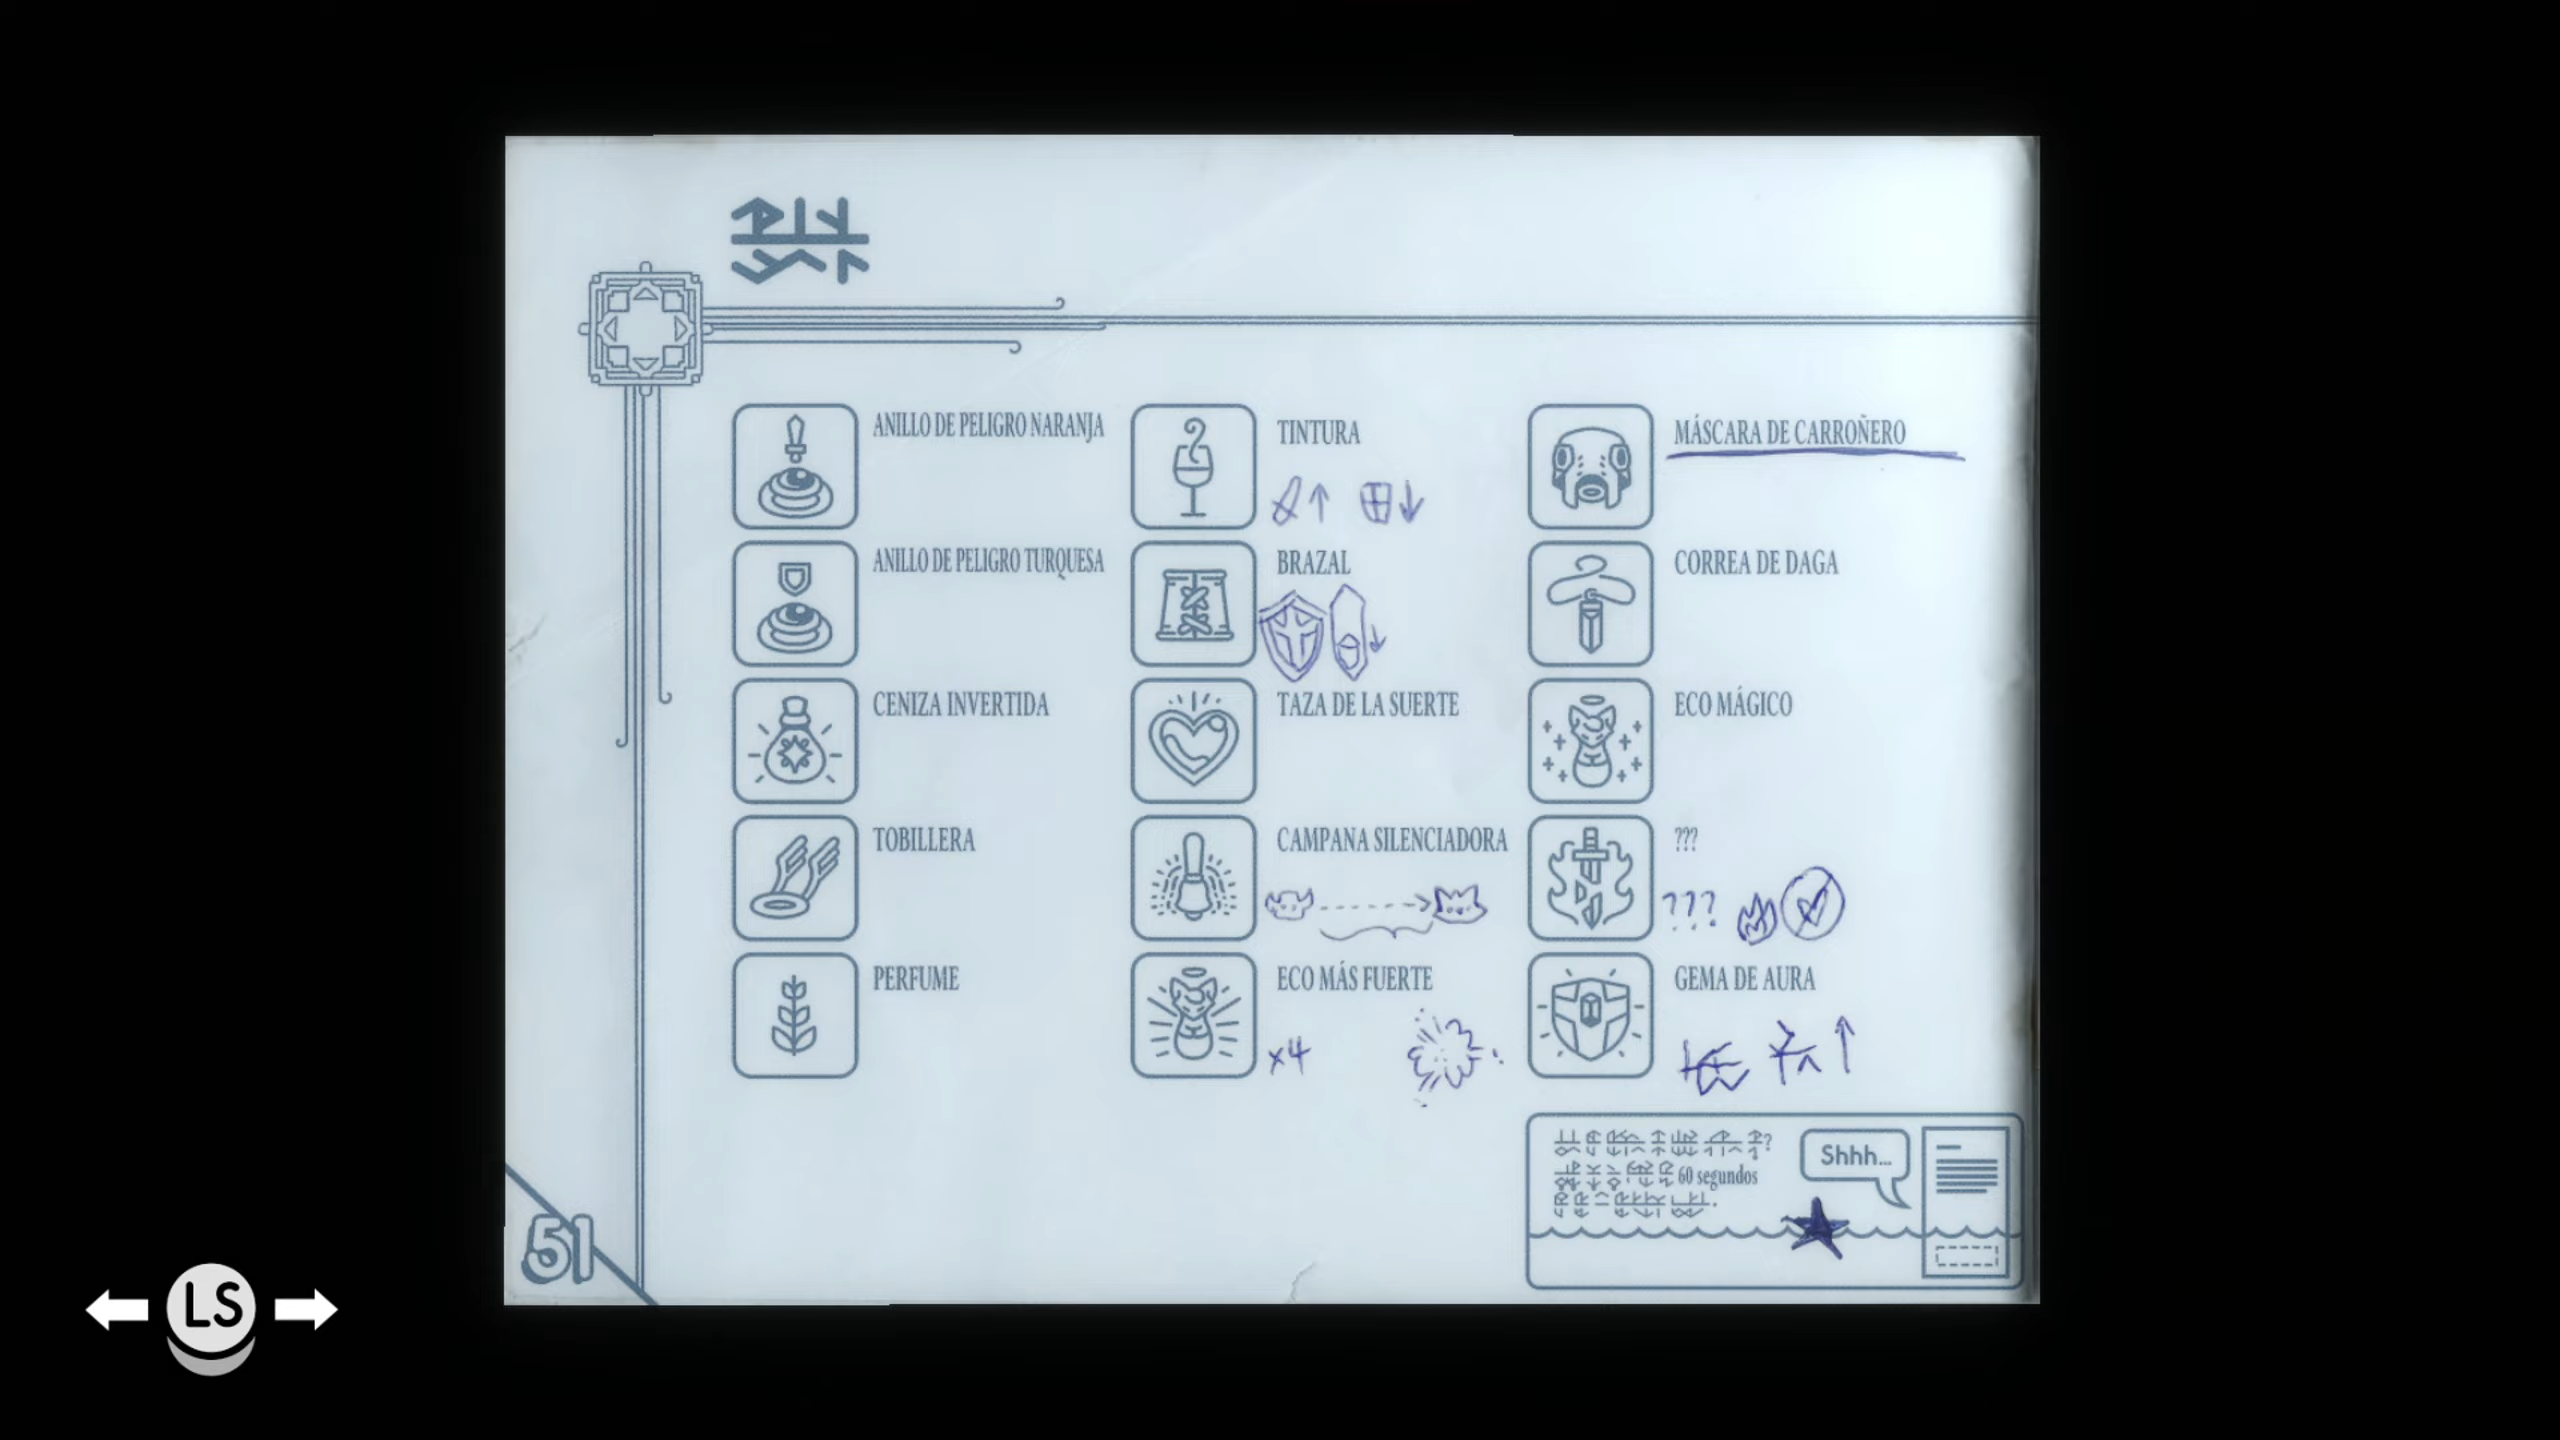 ANILLO DE PELIGRO NARANJA
ANILLO DE PELIGRO TURQUESA
CENIZA INVERTIDA
TOBILLERA
PERFUME
TINTURA
BRAZAL
TAZA DE LA SUERTE
CAMPANA SILENCIADORA
ECO MÁS FUERTE
x4
MÁSCARA DE CARROÑERO
CORREA DE DAGA
ECO MÁGICO
???
???
GEMA DE AURA
60 segundos
Shhh...
51
LS